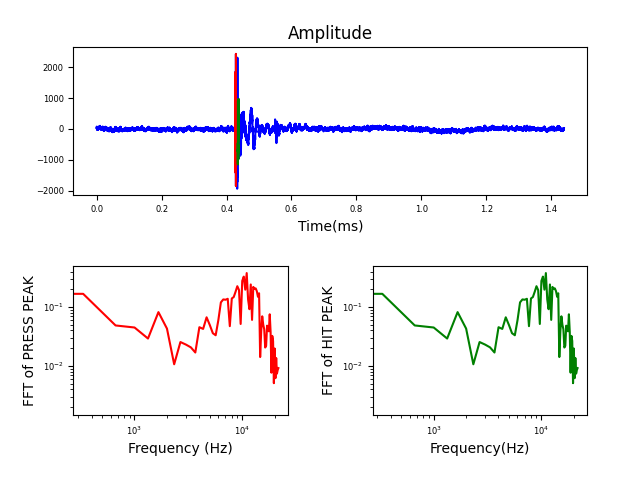 Amplitude
2000
1000
0
−1000
−2000
0.0 0.2 0.4 0.6 0.8 1.0 1.2 1.4
Time(ms)
FFT of PRESS PEAK
10⁻¹
10⁻²
10³ 10⁴
Frequency (Hz)
FFT of HIT PEAK
10⁻¹
10⁻²
10³ 10⁴
Frequency(Hz)